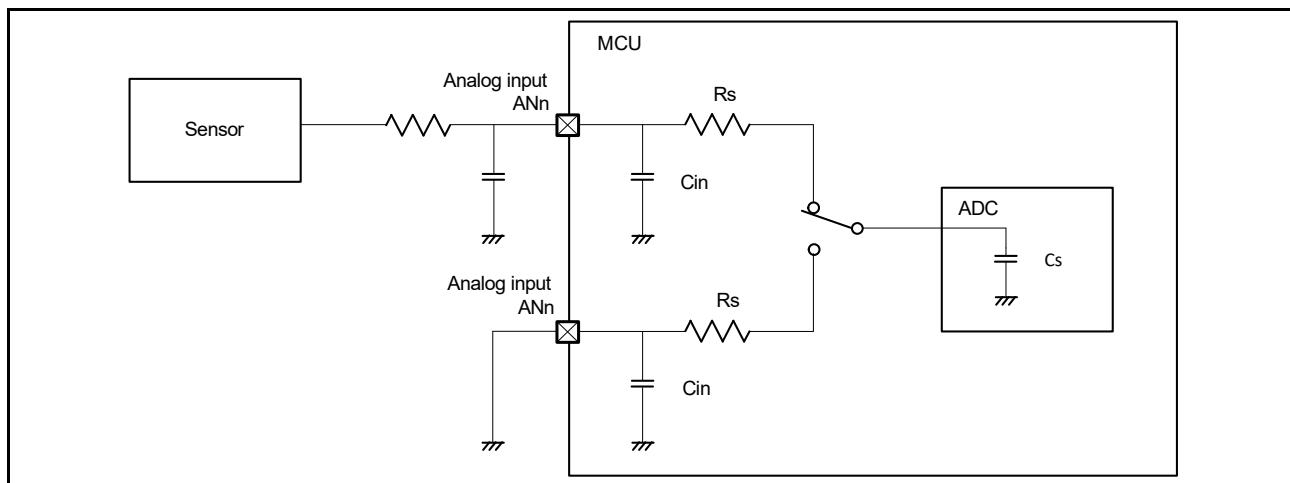 MCU
Analog input
ANn
Rs
Sensor
Cin
ADC
Cs
Analog input
ANn
Rs
Cin